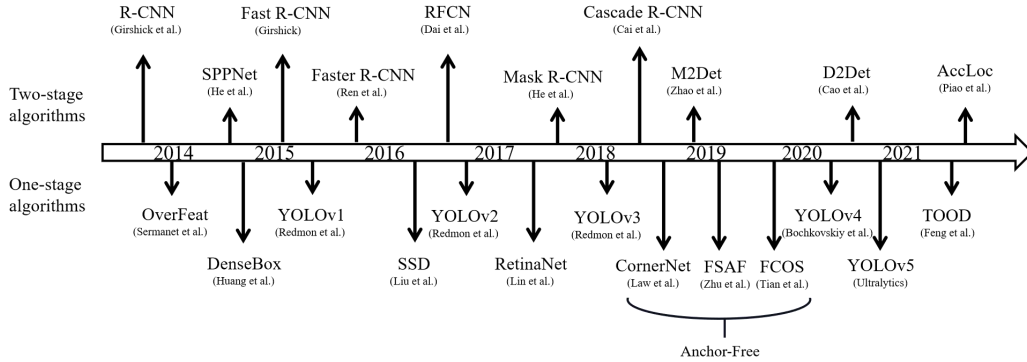 R-CNN
(Girshick et al.)
Fast R-CNN
(Girshick)
RFCN
(Dai et al.)
Cascade R-CNN
(Cai et al.)
SPPNet
(He et al.)
Faster R-CNN
(Ren et al.)
Mask R-CNN
(He et al.)
M2Det
(Zhao et al.)
D2Det
(Cao et al.)
AccLoc
(Piao et al.)
Two-stage
algorithms
2014 2015 2016 2017 2018 2019 2020 2021
One-stage
algorithms
OverFeat
(Sermanet et al.)
YOLOv1
(Redmon et al.)
YOLOv2
(Redmon et al.)
YOLOv3
(Redmon et al.)
YOLOv4
(Bochkovskiy et al.)
TOOD
(Feng et al.)
DenseBox
(Huang et al.)
SSD
(Liu et al.)
RetinaNet
(Lin et al.)
CornerNet
(Law et al.)
FSAF
(Zhu et al.)
FCOS
(Tian et al.)
YOLOv5
(Ultralytics)
Anchor-Free